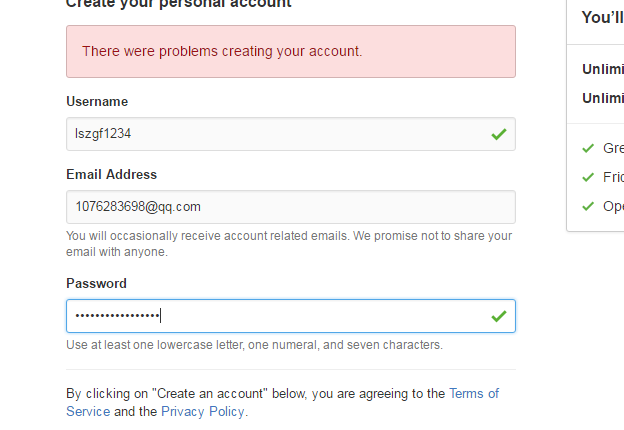 Create your personal account
There were problems creating your account.
Username
lszgf1234
Email Address
1076283698@qq.com
You will occasionally receive account related emails. We promise not to share your
email with anyone.
Password
•••••••••••••••••
Use at least one lowercase letter, one numeral, and seven characters.
By clicking on "Create an account" below, you are agreeing to the Terms of
Service and the Privacy Policy.
You'll
Unlimi
Unlimi
Gre
Fric
Ope